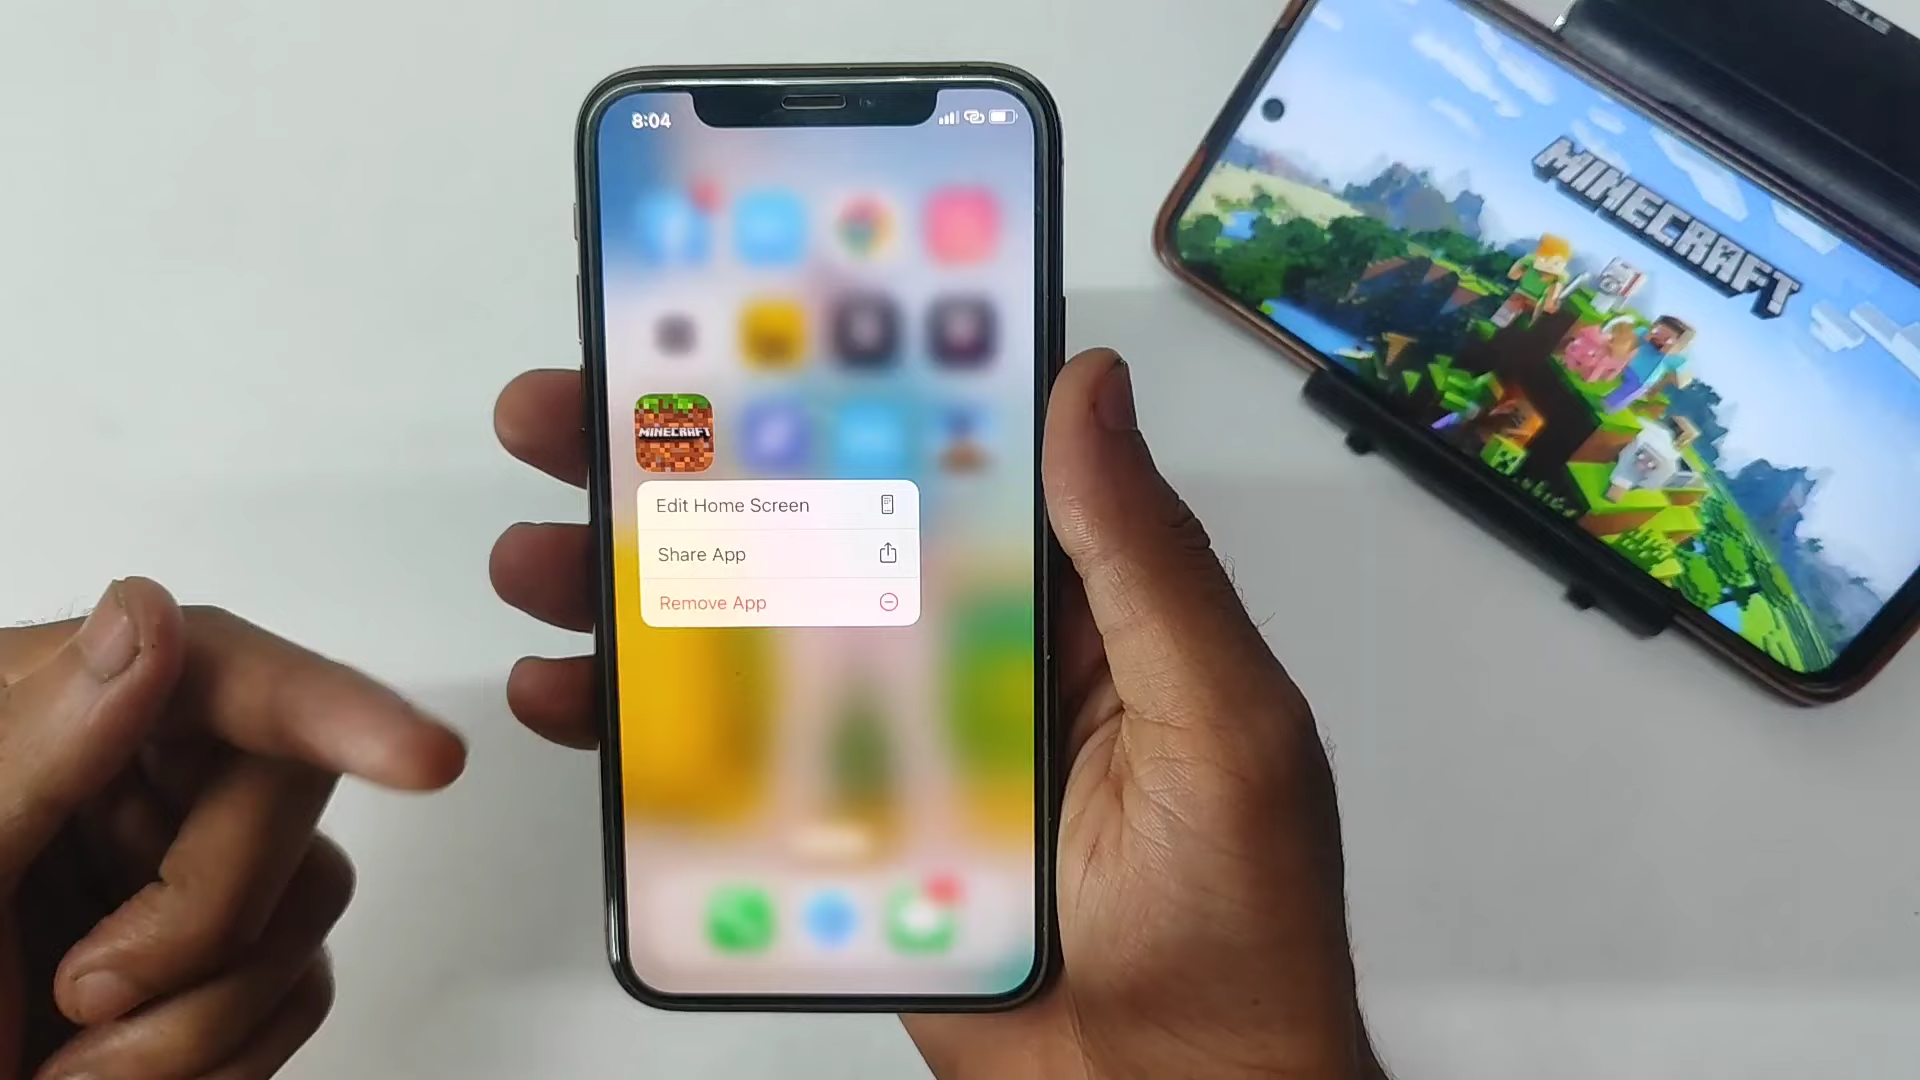 8:04
MINECRAFT
MINECRAFT
Edit Home Screen
Share App
Remove App